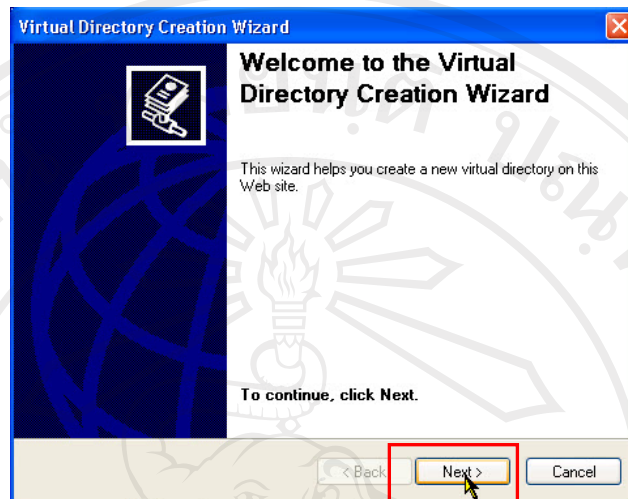 Virtual Directory Creation Wizard
Welcome to the Virtual
Directory Creation Wizard
This wizard helps you create a new virtual directory on this
Web site.
To continue, click Next.
< Back
Next >
Cancel